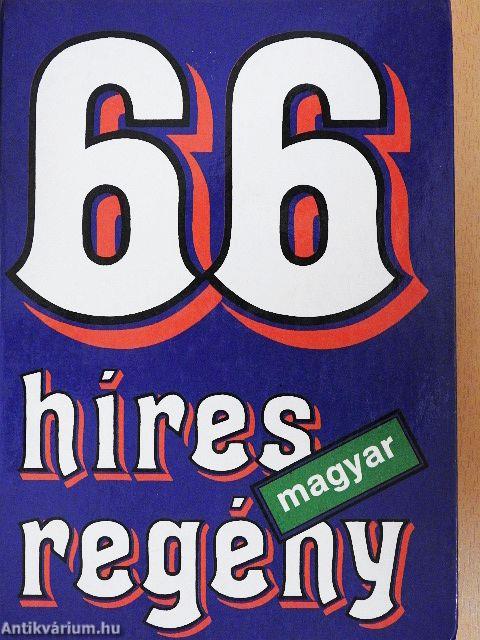 66
híres
magyar
regény
Antikvárium.hu